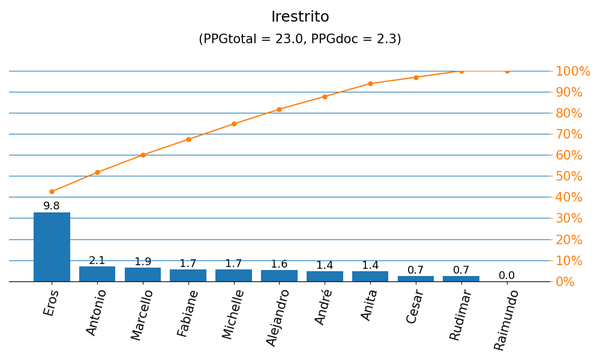 Irestrito
(PPGtotal = 23.0, PPGdoc = 2.3)
100%
90%
80%
70%
60%
50%
40%
30%
20%
10%
0%
9.8
2.1
1.9
1.7
1.7
1.6
1.4
1.4
0.7
0.7
0.0
Eros
Antonio
Marcello
Fabiane
Michelle
Alejandro
André
Anita
Cesar
Rudimar
Raimundo